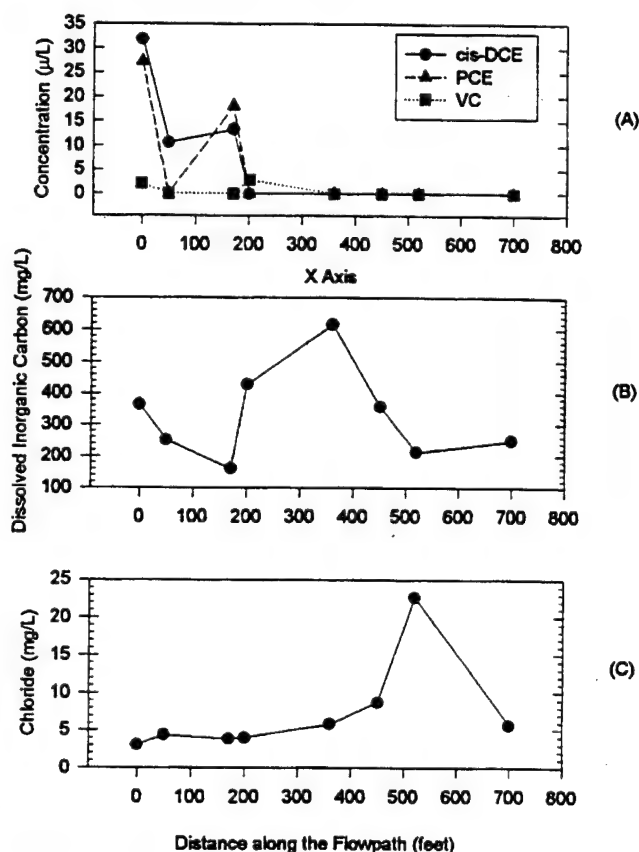 35
30
25
20
15
10
5
0
Concentration (µ/L)
cis-DCE
PCE
VC
(A)
0 100 200 300 400 500 600 700 800
X Axis
700
600
500
400
300
200
100
Dissolved Inorganic Carbon (mg/L)
(B)
0 100 200 300 400 500 600 700 800
25
20
15
10
5
0
Chloride (mg/L)
(C)
0 100 200 300 400 500 600 700 800
Distance along the Flowpath (feet)